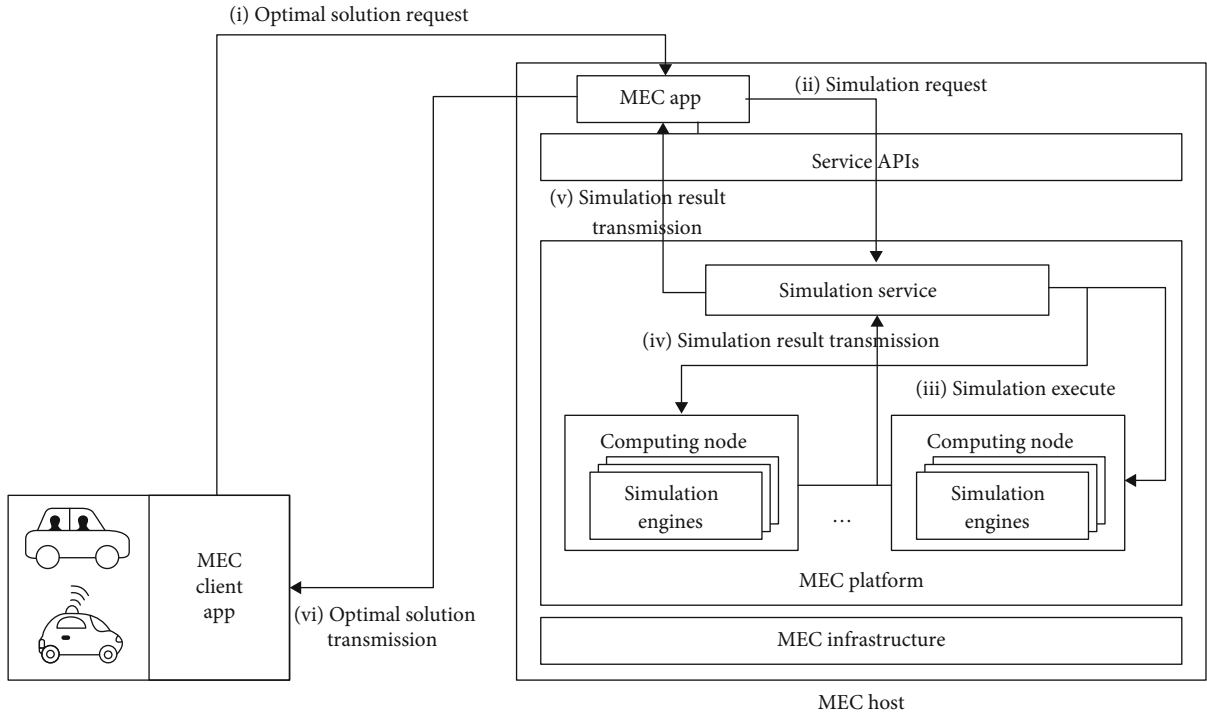 (i) Optimal solution request
MEC app
(ii) Simulation request
Service APIs
(v) Simulation result
transmission
Simulation service
(iv) Simulation result transmission
(iii) Simulation execute
Computing node
Simulation
engines
...
Computing node
Simulation
engines
MEC platform
MEC
client
app
(vi) Optimal solution
transmission
MEC infrastructure
MEC host